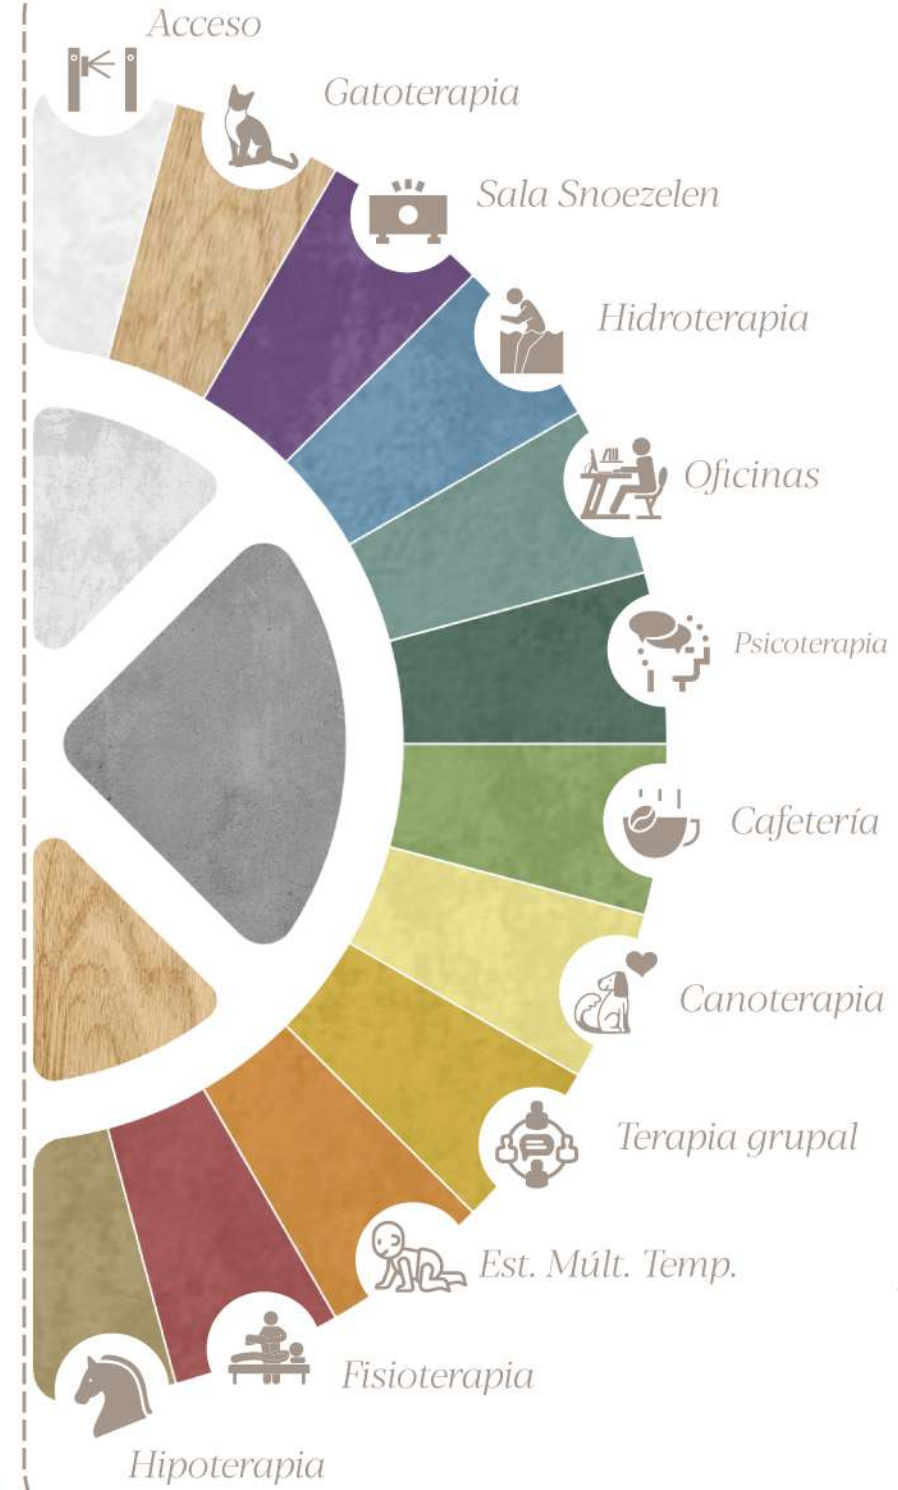 Acceso
Gatoterapia
Sala Snoezelen
Hidroterapia
Oficinas
Psicoterapia
Cafetería
Canoterapia
Terapia grupal
Est. Múlt. Temp.
Fisioterapia
Hipoterapia